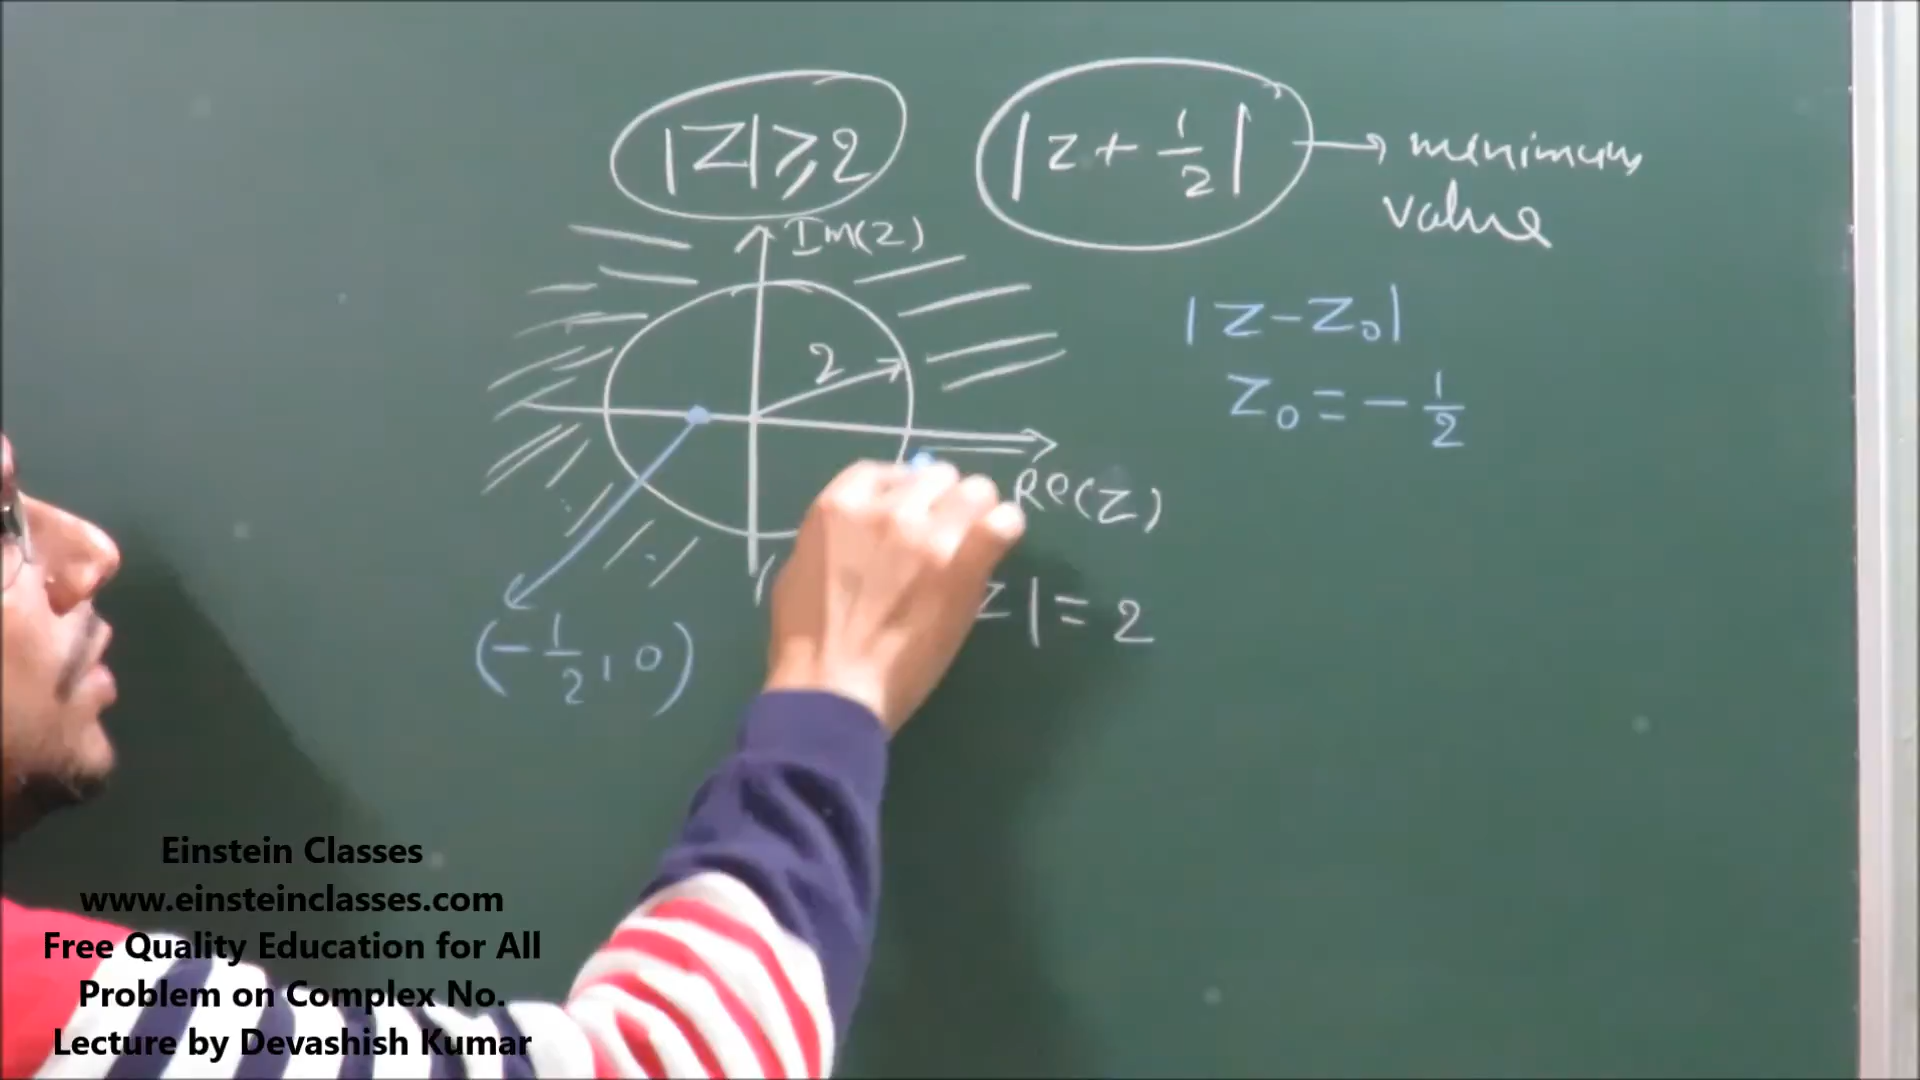 |Z|⩾2
|z + 1/2| → minimum
value
Im(z)
2
|z-z₀|
z₀ = - 1/2
Re(z)
z| = 2
(-1/2, 0)
Einstein Classes
www.einsteinclasses.com
Free Quality Education for All
Problem on Complex No.
Lecture by Devashish Kumar